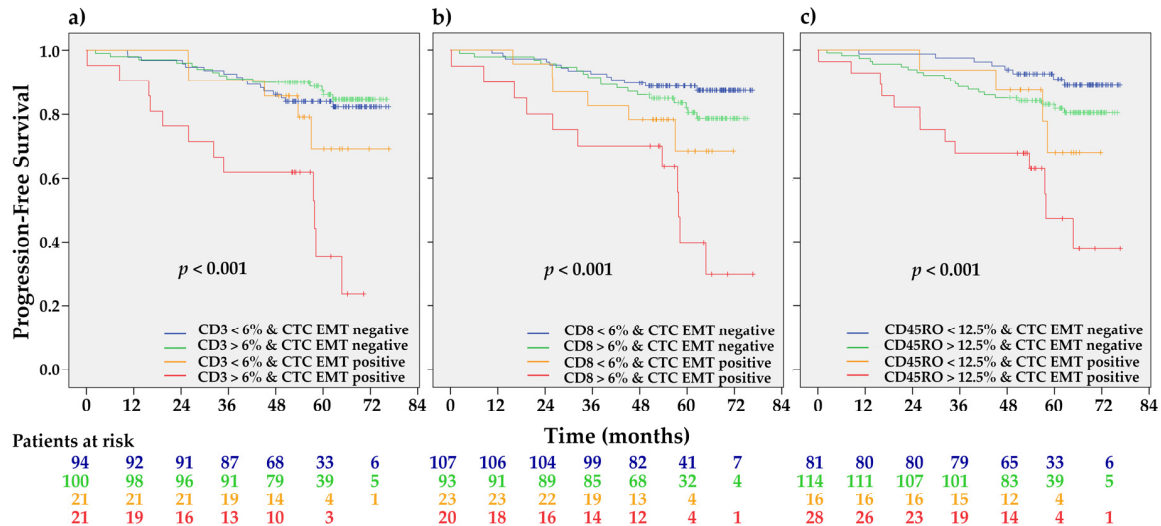 a)
b)
c)
Progression-Free Survival
1.0
0.8
0.6
0.4
0.2
0.0
p < 0.001
CD3 < 6% & CTC EMT negative
CD3 > 6% & CTC EMT negative
CD3 < 6% & CTC EMT positive
CD3 > 6% & CTC EMT positive
0 12 24 36 48 60 72 84
p < 0.001
CD8 < 6% & CTC EMT negative
CD8 > 6% & CTC EMT negative
CD8 < 6% & CTC EMT positive
CD8 > 6% & CTC EMT positive
0 12 24 36 48 60 72 84
p < 0.001
CD45RO < 12.5% & CTC EMT negative
CD45RO > 12.5% & CTC EMT negative
CD45RO < 12.5% & CTC EMT positive
CD45RO > 12.5% & CTC EMT positive
0 12 24 36 48 60 72 84
Time (months)
Patients at risk
94 92 91 87 68 33 6 107 106 104 99 82 41 7 81 80 80 79 65 33 6
100 98 96 91 79 39 5 93 91 89 85 68 32 4 114 111 107 101 83 39 5
21 21 21 19 14 4 1 23 23 22 19 13 4 16 16 16 15 12 4
21 19 16 13 10 3 20 18 16 14 12 4 1 28 26 23 19 14 4 1